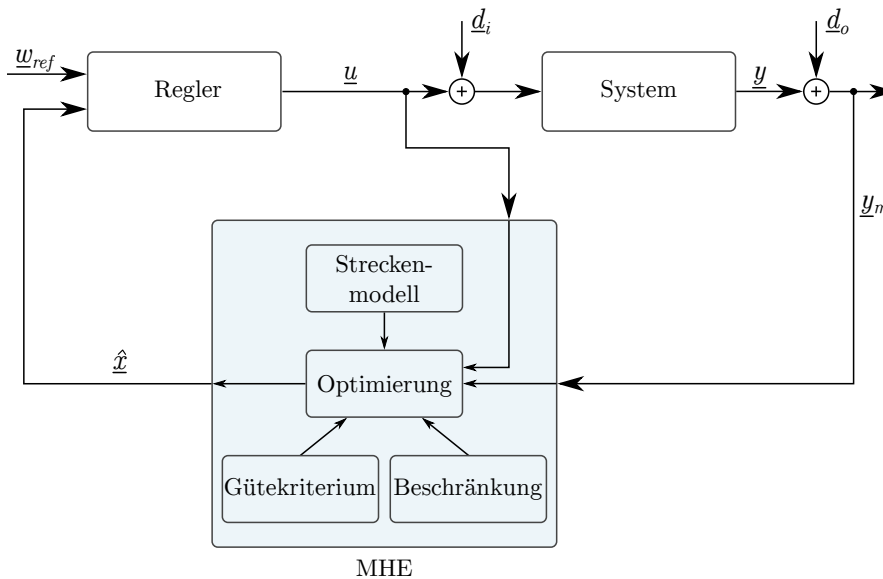 w_ref
d_i
d_o
Regler
u
+
System
y
+
y_m
Strecken-
modell
x̂
Optimierung
Gütekriterium
Beschränkung
MHE